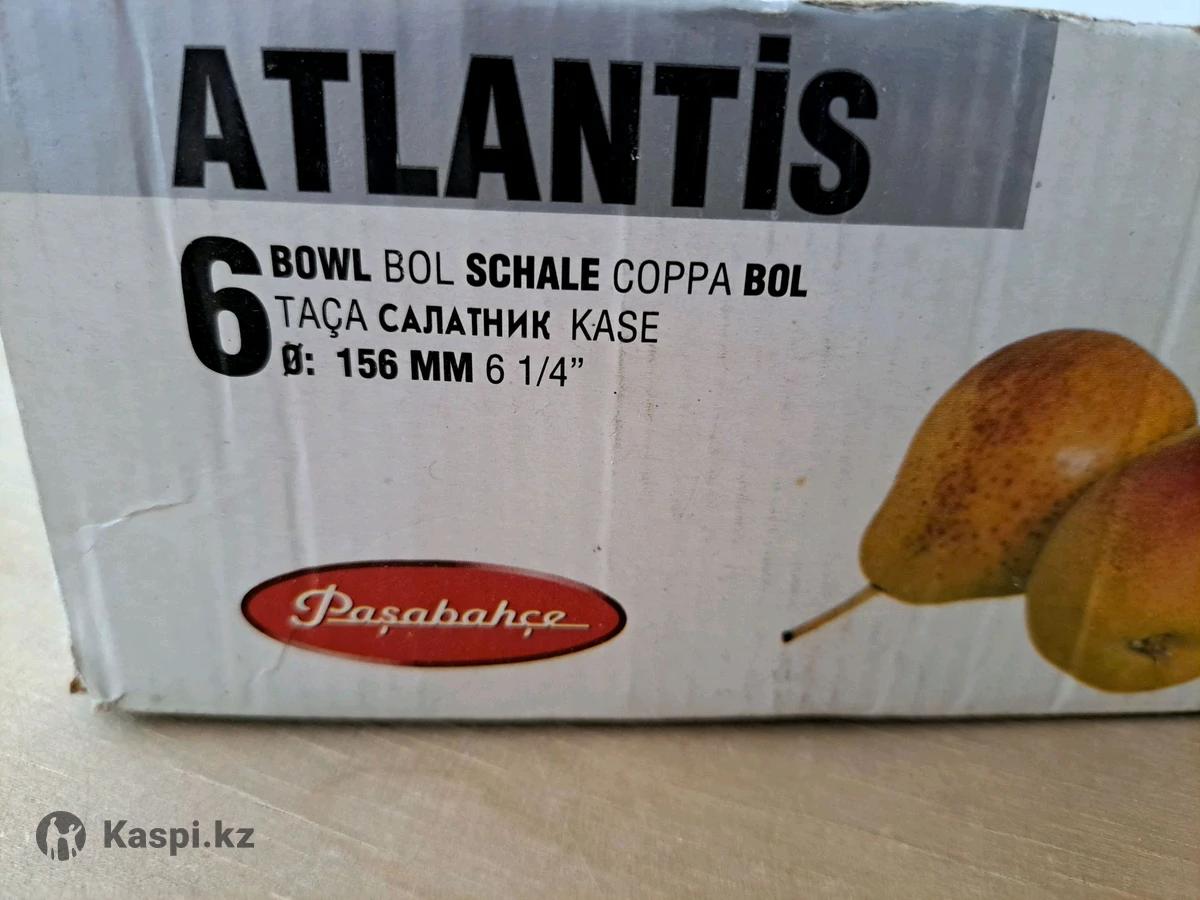 ATLANTİS
6 BOWL BOL SCHALE COPPA BOL
TAÇA САЛАТНИК KASE
Ø: 156 MM 6 1/4”
Paşabahçe
Kaspi.kz